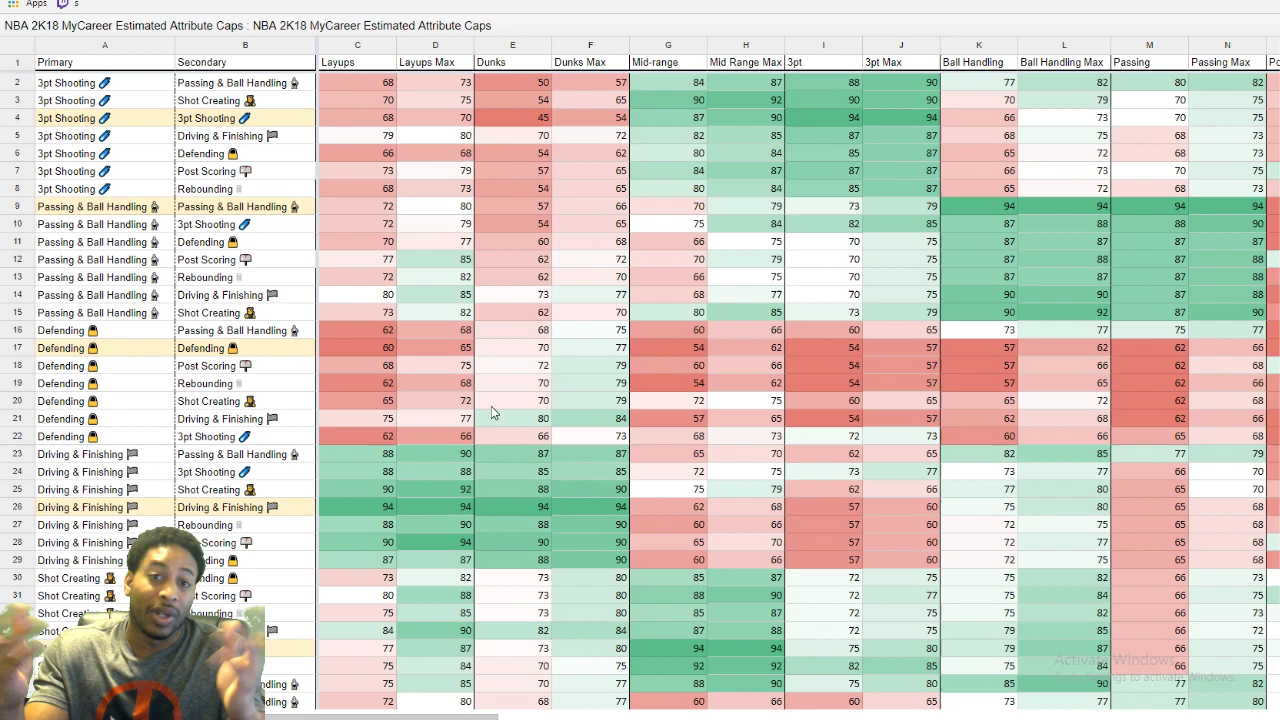 Apps s
NBA 2K18 MyCareer Estimated Attribute Caps : NBA 2K18 MyCareer Estimated Attribute Caps
A B C D E F G H I J K L M N
1 Primary Secondary Layups Layups Max Dunks Dunks Max Mid-range Mid Range Max 3pt 3pt Max Ball Handling Ball Handling Max Passing Passing Max
2 3pt Shooting Passing & Ball Handling 68 73 50 57 84 87 88 90 77 82 80 82
3 3pt Shooting Shot Creating 70 75 54 65 90 92 90 90 70 79 70 75
4 3pt Shooting 3pt Shooting 68 70 45 54 87 90 94 94 66 73 70 75
5 3pt Shooting Driving & Finishing 79 80 70 72 82 85 87 87 68 75 68 73
6 3pt Shooting Defending 66 68 54 62 80 84 85 87 65 72 68 73
7 3pt Shooting Post Scoring 73 79 57 65 84 87 87 87 66 73 70 75
8 3pt Shooting Rebounding 68 73 54 65 80 84 85 87 65 72 68 73
9 Passing & Ball Handling Passing & Ball Handling 72 80 57 66 70 79 73 79 94 94 94 94
10 Passing & Ball Handling 3pt Shooting 72 79 54 65 75 84 82 84 87 88 87 90
11 Passing & Ball Handling Defending 70 77 60 68 66 75 70 75 87 87 87 87
12 Passing & Ball Handling Post Scoring 77 85 62 72 70 79 70 75 87 88 87 88
13 Passing & Ball Handling Rebounding 72 82 62 70 66 75 70 75 87 87 87 88
14 Passing & Ball Handling Driving & Finishing 80 85 73 77 68 77 70 75 90 90 87 88
15 Passing & Ball Handling Shot Creating 73 82 62 70 80 85 73 79 90 92 87 90
16 Defending Passing & Ball Handling 62 68 68 75 60 66 60 65 73 77 75 77
17 Defending Defending 60 65 70 77 54 62 54 57 57 62 62 66
18 Defending Post Scoring 68 75 72 79 60 66 54 57 57 66 62 68
19 Defending Rebounding 62 68 70 79 54 62 54 57 57 65 62 66
20 Defending Shot Creating 65 72 70 79 72 75 60 65 62 66 62 68
21 Defending Driving & Finishing 75 77 80 84 57 65 54 57 62 68 62 68
22 Defending 3pt Shooting 62 66 66 73 68 73 72 73 60 66 65 68
23 Driving & Finishing Passing & Ball Handling 88 90 87 87 65 70 62 65 82 85 77 79
24 Driving & Finishing 3pt Shooting 88 88 85 85 72 75 73 77 73 77 66 70
25 Driving & Finishing Shot Creating 90 92 88 90 75 79 62 66 77 80 65 70
26 Driving & Finishing Driving & Finishing 94 94 94 94 62 68 57 60 75 80 65 68
27 Driving & Finishing Rebounding 88 90 88 90 60 66 57 60 72 75 65 68
28 Driving & Finishing Scoring 90 94 90 90 65 70 57 60 72 77 65 68
29 Driving & Finishing 87 87 88 90 60 66 57 60 72 75 65 68
30 Shot Creating 73 82 73 80 85 87 72 75 75 82 66 73
31 Shot Creating Scoring 80 88 73 80 88 90 72 77 75 84 66 75
75 85 73 80 85 87 72 75 75 82 66 73
84 90 82 84 87 88 72 75 79 85 66 72
77 87 73 80 94 94 75 80 79 87 66 75
75 84 70 75 92 92 82 85 84 66 75
75 85 73 77 88 90 75 80 85 90 77 82
72 80 68 77 60 66 60 65 73 77 77 80
Activate Windows